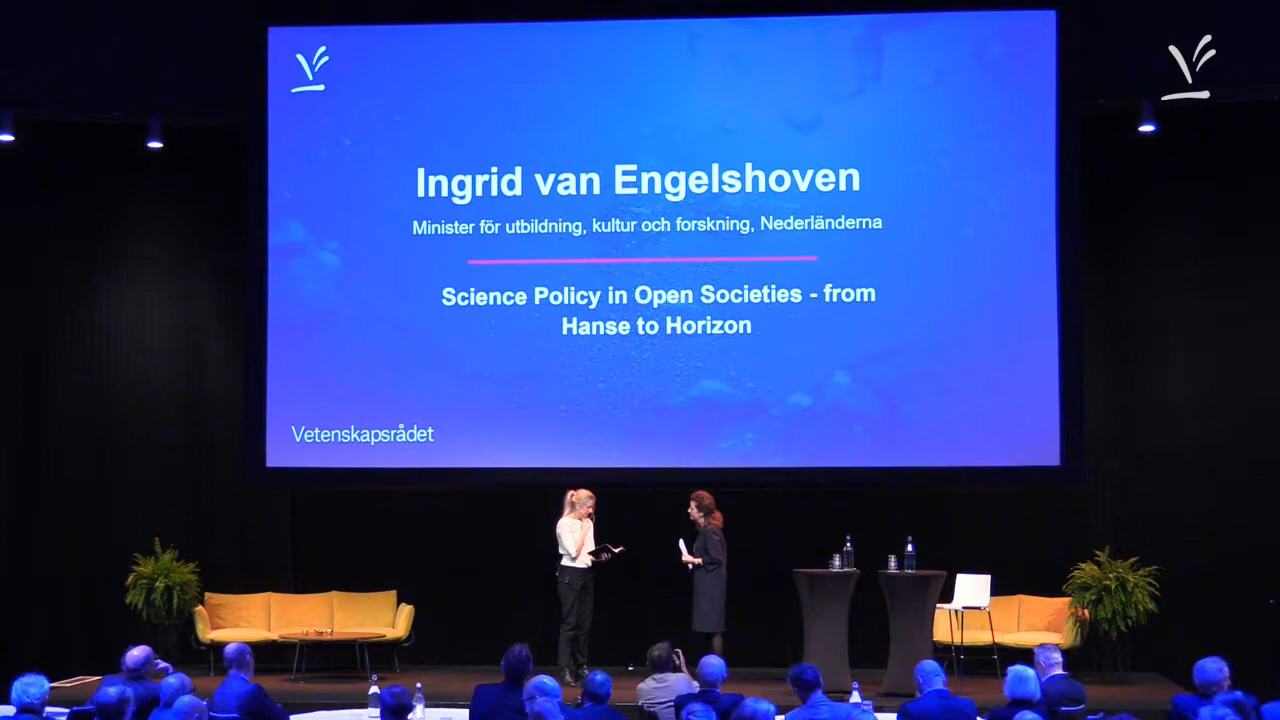 Ingrid van Engelshoven
Minister för utbildning, kultur och forskning, Nederländerna
Science Policy in Open Societies - from
Hanse to Horizon
Vetenskapsrådet